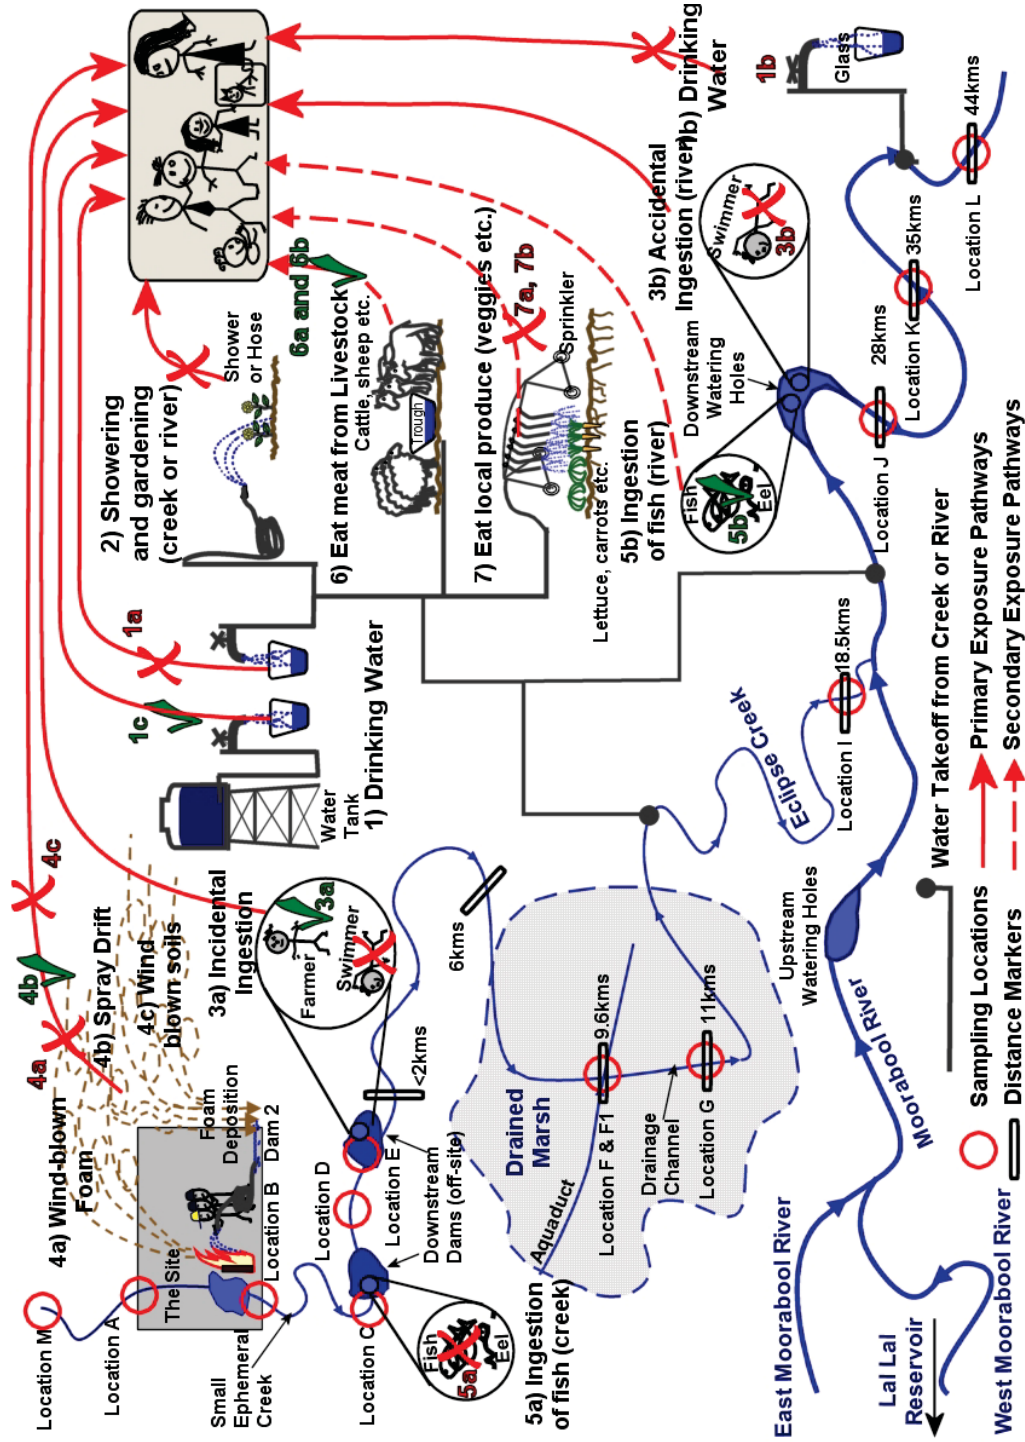 Location M
Location A
4a) Wind-blown
Foam
The Site
Small
Ephemeral
Creek
Location B
Foam
Deposition
Dam 2
4a
4b
4c
4b) Spray Drift
4c) Wind
blown soils
Location C
Location D
Location E
Downstream
Dams (off-site)
<2kms
3a) Incidental
Ingestion
Farmer
Swimmer
3a
Fish
5a
Eel
5a) Ingestion
of fish (creek)
6kms
Drained
Marsh
Aquaduct
Location F & F1
9.6kms
Drainage
Channel
Location G
11kms
Water
Tank
1) Drinking Water
1c
1a
2) Showering
and gardening
(creek or river)
Shower
or Hose
6) Eat meat from Livestock
Cattle, sheep etc.
Trough
6a and 6b
7) Eat local produce (veggies etc.)
7a, 7b
Sprinkler
Lettuce, carrots etc.
5b) Ingestion
of fish (river)
Fish
5b
Eel
3b) Accidental
Ingestion (river)
Swimmer
3b
1b) Drinking
Water
1b
Glass
Downstream
Watering
Holes
Eclipse Creek
Location I
18.5kms
Location J
28kms
Location K
35kms
Location L
44kms
Upstream
Watering Holes
Moorabool River
East Moorabool River
Lal Lal
Reservoir
West Moorabool River
Water Takeoff from Creek or River
Sampling Locations
Primary Exposure Pathways
Distance Markers
Secondary Exposure Pathways